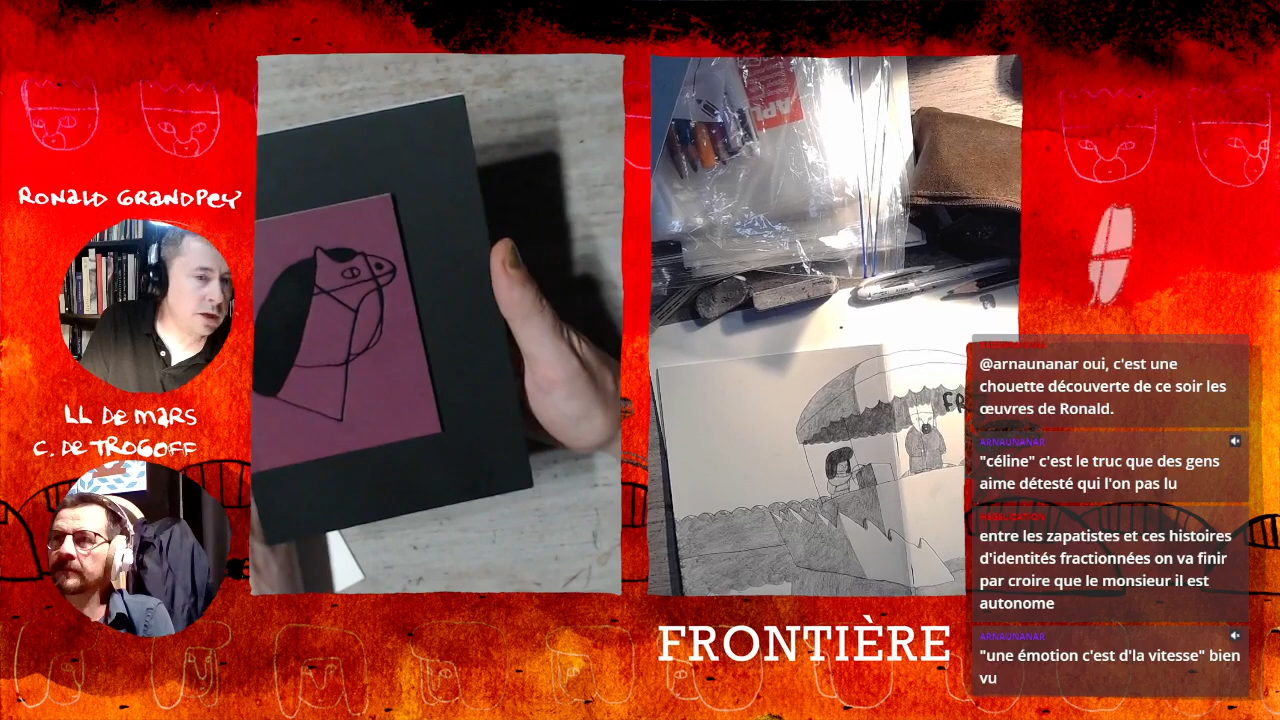 RONALD GRANDPEY
LL DE MARS
C. DE TROGOFF
APLI
FR
FRONTIÈRE
@arnaunanar oui, c'est une
chouette découverte de ce soir les
œuvres de Ronald.
ARNAUNANAR
"céline" c'est le truc que des gens
aime détesté qui l'on pas lu
entre les zapatistes et ces histoires
d'identités fractionnées on va finir
par croire que le monsieur il est
autonome
ARNAUNANAR
"une émotion c'est d'la vitesse" bien
vu